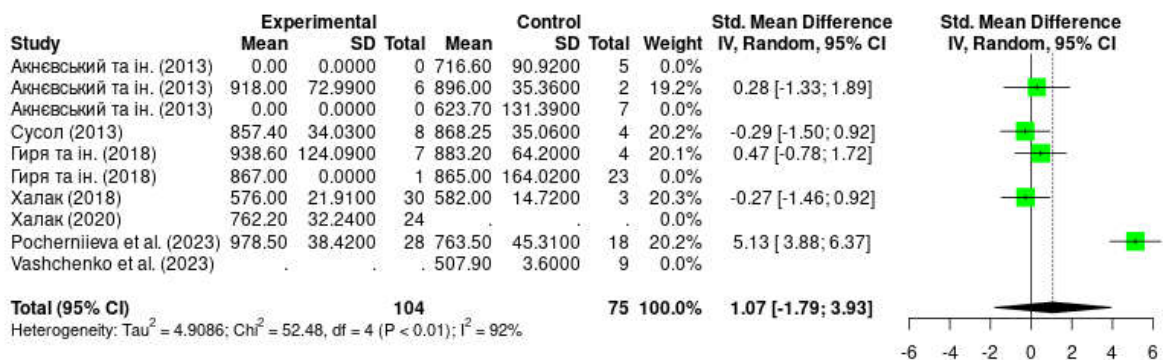 Experimental Control Std. Mean Difference Std. Mean Difference
Study Mean SD Total Mean SD Total Weight IV, Random, 95% CI IV, Random, 95% CI
Акнєвський та ін. (2013) 0.00 0.0000 0 716.60 90.9200 5 0.0%
Акнєвський та ін. (2013) 918.00 72.9900 6 896.00 35.3600 2 19.2% 0.28 [-1.33; 1.89]
Акнєвський та ін. (2013) 0.00 0.0000 0 623.70 131.3900 7 0.0%
Сусол (2013) 857.40 34.0300 8 868.25 35.0600 4 20.2% -0.29 [-1.50; 0.92]
Гиря та ін. (2018) 938.60 124.0900 7 883.20 64.2000 4 20.1% 0.47 [-0.78; 1.72]
Гиря та ін. (2018) 867.00 0.0000 1 865.00 164.0200 23 0.0%
Халак (2018) 576.00 21.9100 30 582.00 14.7200 3 20.3% -0.27 [-1.46; 0.92]
Халак (2020) 762.20 32.2400 24 . . . 0.0%
Pocherniieva et al. (2023) 978.50 38.4200 28 763.50 45.3100 18 20.2% 5.13 [ 3.88; 6.37]
Vashchenko et al. (2023) . . . 507.90 3.6000 9 0.0%
Total (95% CI) 104 75 100.0% 1.07 [-1.79; 3.93]
Heterogeneity: Tau² = 4.9086; Chi² = 52.48, df = 4 (P < 0.01); I² = 92%
-6 -4 -2 0 2 4 6